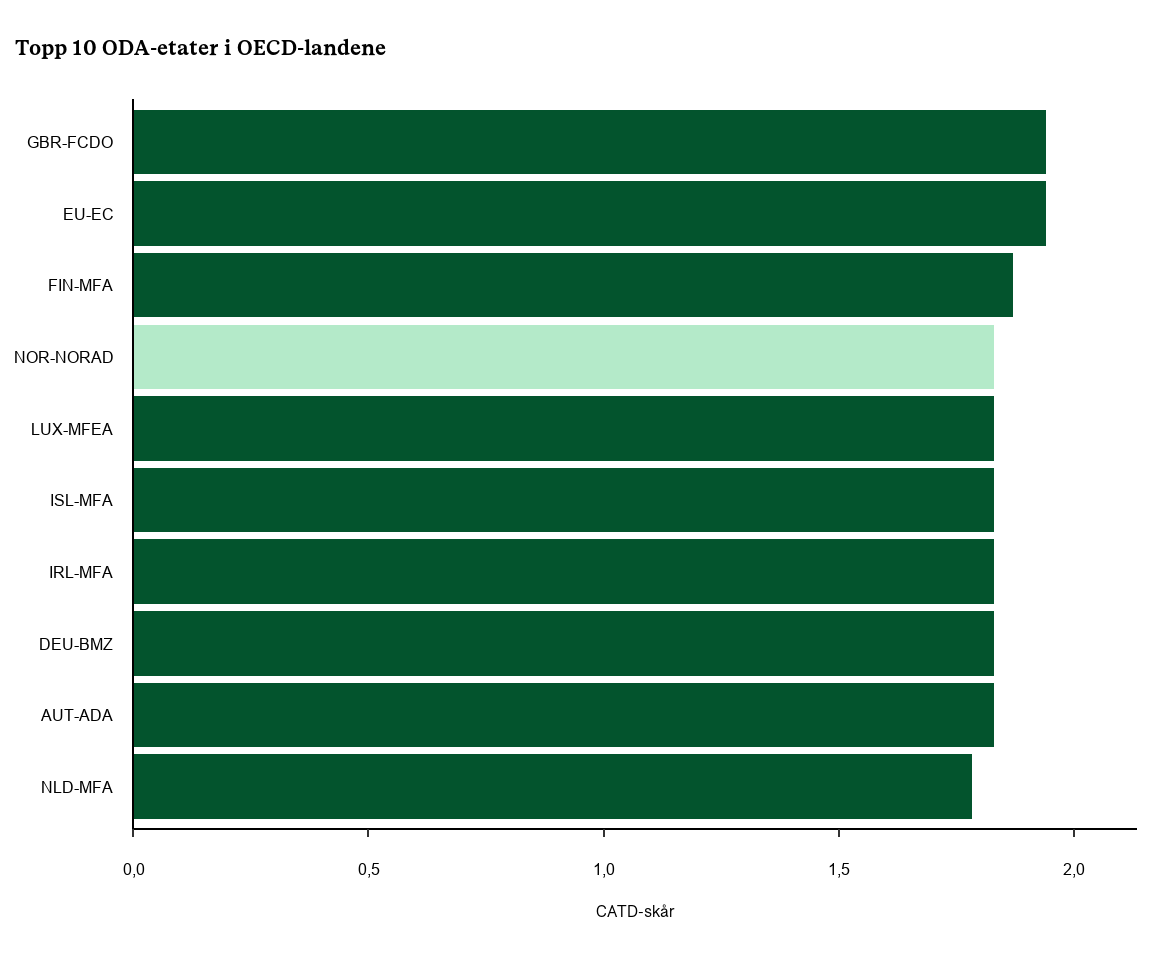 Topp 10 ODA-etater i OECD-landene
GBR-FCDO
EU-EC
FIN-MFA
NOR-NORAD
LUX-MFEA
ISL-MFA
IRL-MFA
DEU-BMZ
AUT-ADA
NLD-MFA
0,0 0,5 1,0 1,5 2,0
CATD-skår